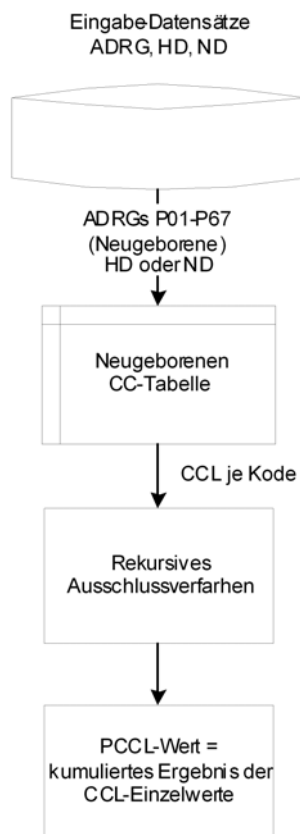 Eingabe-Datensätze
ADRG, HD, ND
ADRGs P01-P67
(Neugeborene)
HD oder ND
Neugeborenen
CC-Tabelle
CCL je Kode
Rekursives
Ausschlussverfarhen
PCCL-Wert =
kumuliertes Ergebnis der
CCL-Einzelwerte